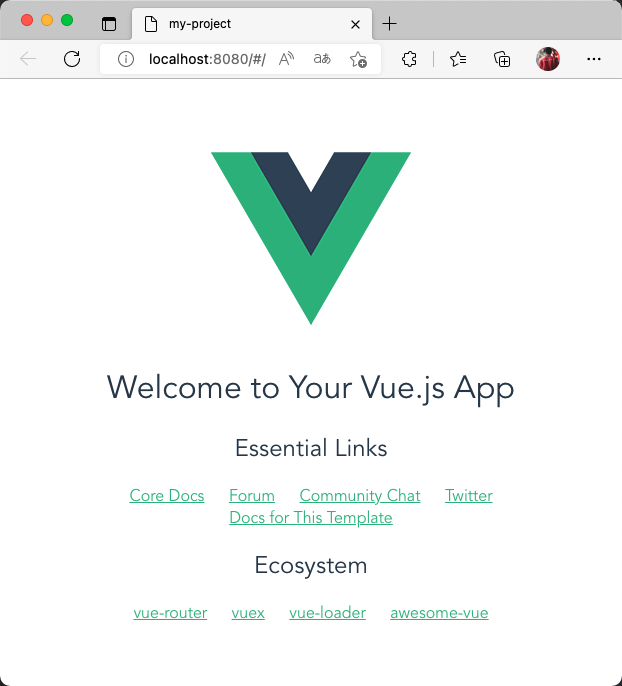 my-project
localhost:8080/#/
Welcome to Your Vue.js App
Essential Links
Core Docs Forum Community Chat Twitter
Docs for This Template
Ecosystem
vue-router vuex vue-loader awesome-vue